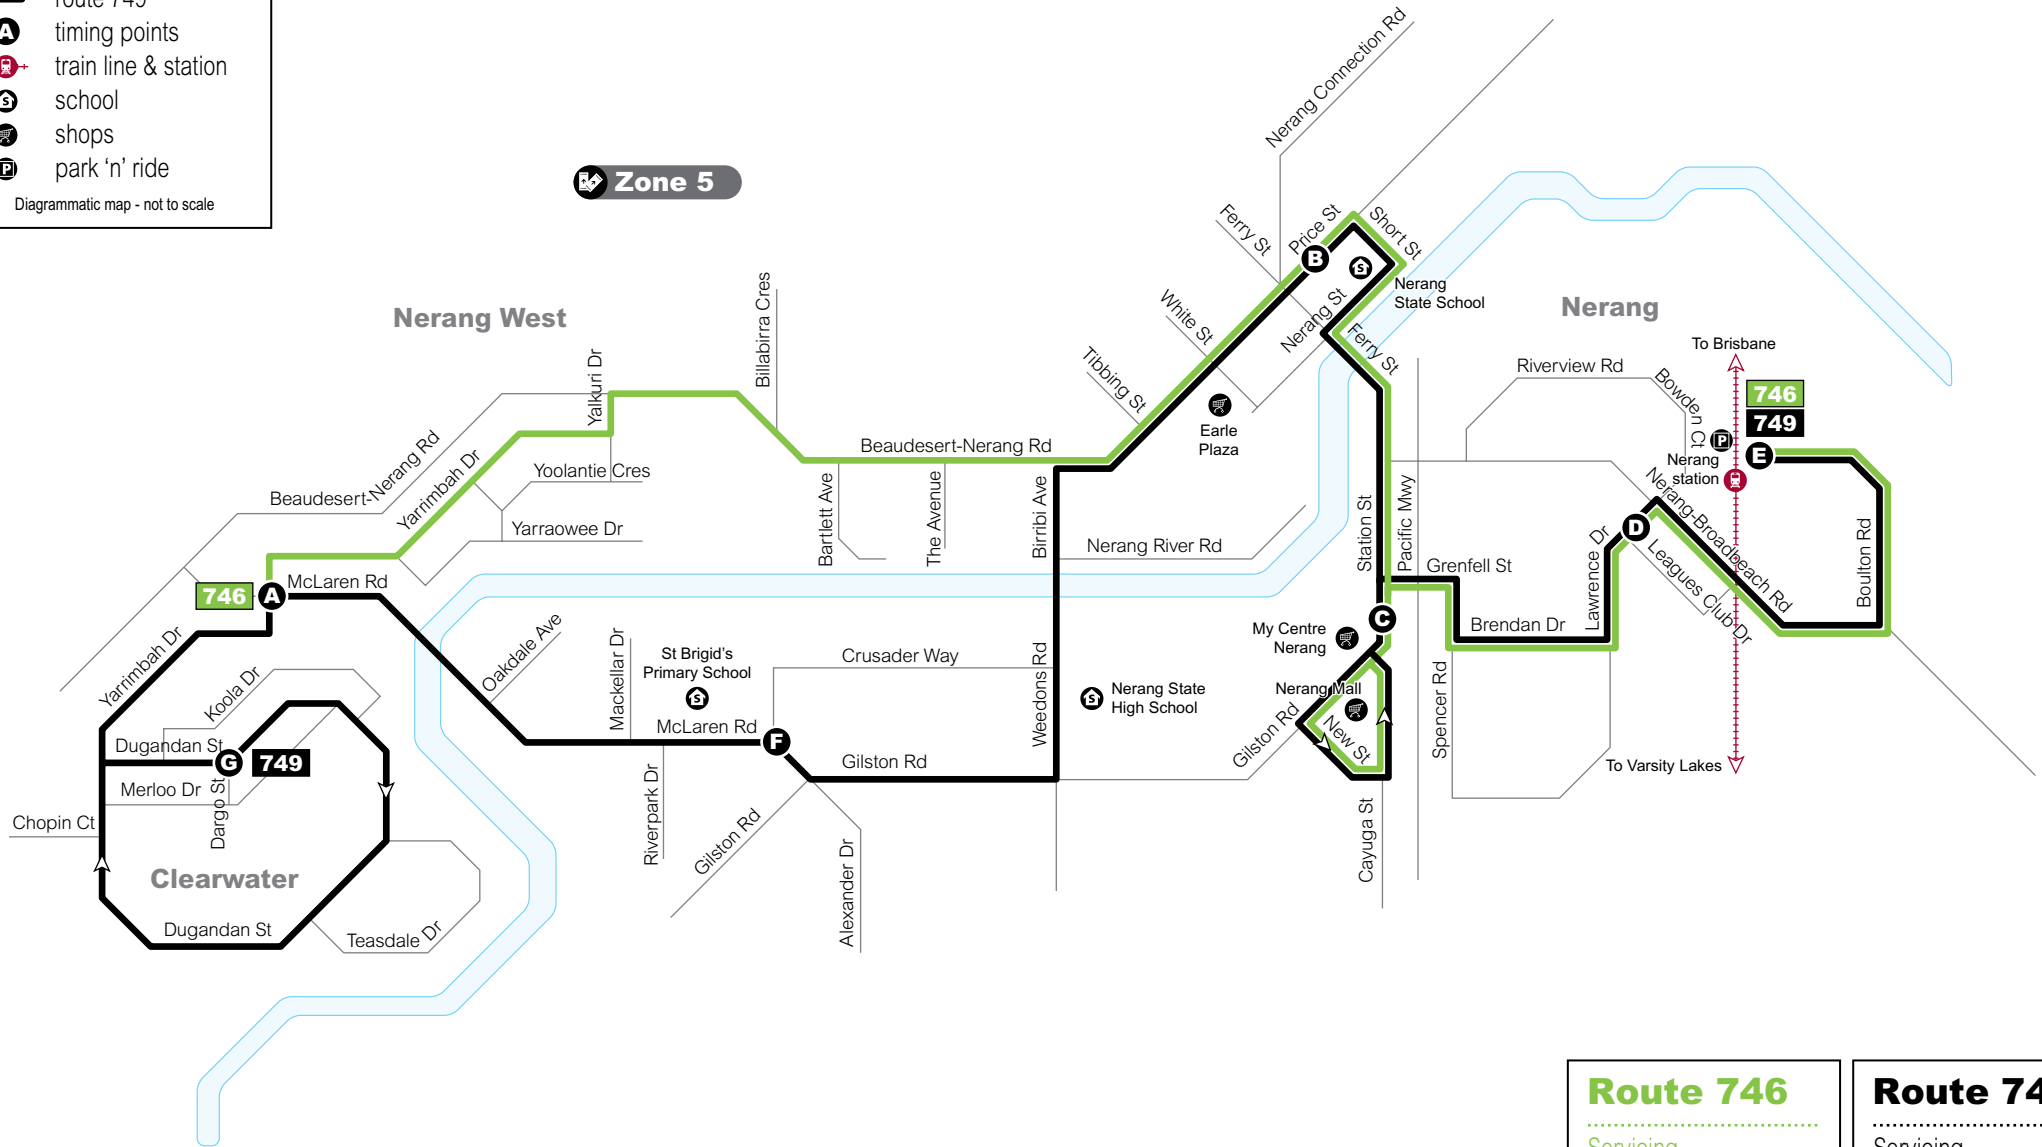 route 749
A timing points
train line & station
school
shops
P park ‘n’ ride
Diagrammatic map - not to scale
Zone 5
Nerang Connection Rd
Ferry St
Price St
Short St
B
Nerang
State School
Nerang St
Ferry St
White St
Tibbing St
Earle
Plaza
Nerang West
Nerang
Billabirra Cres
Yalkuri Dr
Beaudesert-Nerang Rd
Beaudesert-Nerang Rd
Yarrimbah Dr
Yoolantie Cres
Yarraowee Dr
Bartlett Ave
The Avenue
Birribi Ave
Nerang River Rd
Station St
Pacific Mwy
Riverview Rd
Bowden Ct
To Brisbane
746
749
P
E
Nerang
station
Nerang-Broadbeach Rd
D
Leagues Club Dr
Lawrence Dr
Boulton Rd
Grenfell St
Brendan Dr
Spencer Rd
To Varsity Lakes
746
A
McLaren Rd
Yarrimbah Dr
Koola Dr
Oakdale Ave
Mackellar Dr
St Brigid’s
Primary School
McLaren Rd
F
Crusader Way
Weedons Rd
Nerang State
High School
C
My Centre
Nerang
Nerang Mall
New St
Gilston Rd
Gilston Rd
Gilston Rd
Cayuga St
Riverpark Dr
Alexander Dr
Dugandan St
G
749
Merloo Dr
Dargo St
Chopin Ct
Clearwater
Dugandan St
Teasdale Dr
Route 746
Servicing
Route 74
Servicing